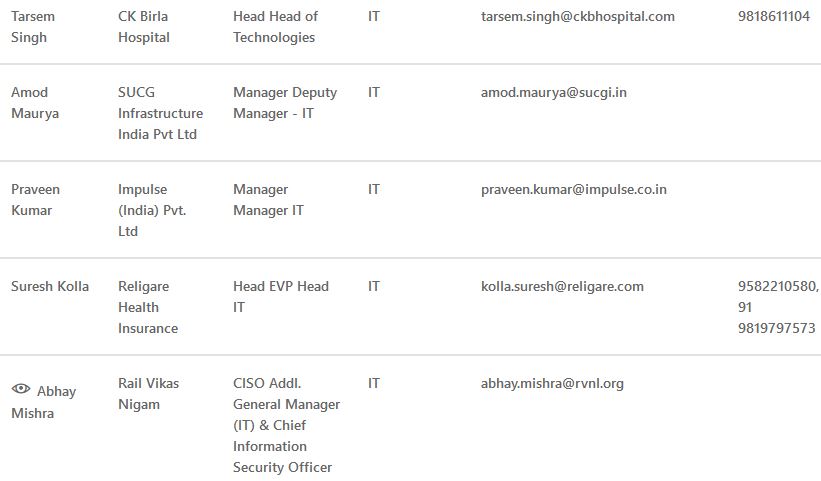 Tarsem Singh
CK Birla Hospital
Head Head of Technologies
IT
tarsem.singh@ckbhospital.com
9818611104
Amod Maurya
SUCG Infrastructure India Pvt Ltd
Manager Deputy Manager - IT
IT
amod.maurya@sucgi.in
Praveen Kumar
Impulse (India) Pvt. Ltd
Manager Manager IT
IT
praveen.kumar@impulse.co.in
Suresh Kolla
Religare Health Insurance
Head EVP Head IT
IT
kolla.suresh@religare.com
9582210580, 91 9819797573
Abhay Mishra
Rail Vikas Nigam
CISO Addl. General Manager (IT) & Chief Information Security Officer
IT
abhay.mishra@rvnl.org